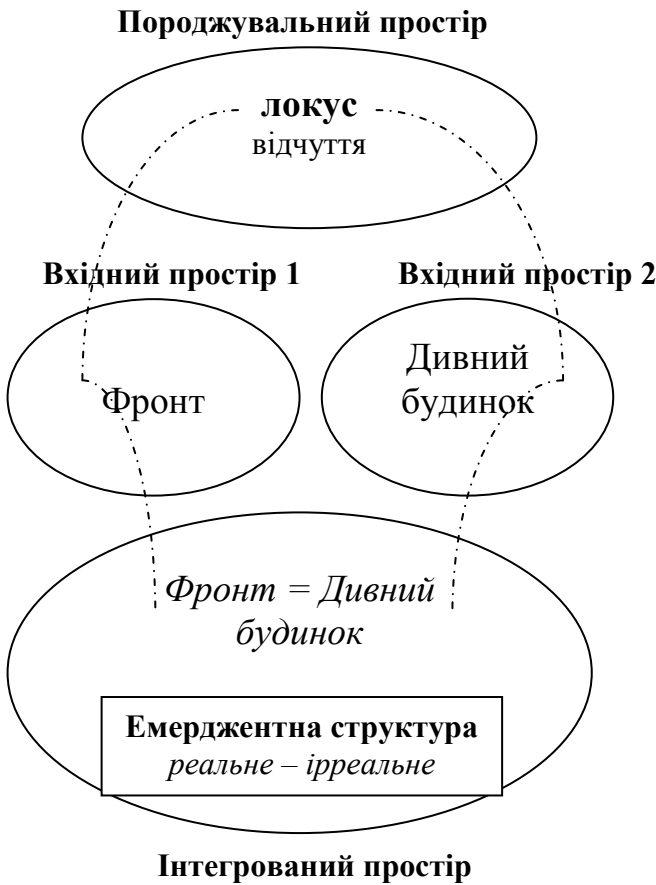 Породжувальний простір
локус
відчуття
Вхідний простір 1
Фронт
Вхідний простір 2
Дивний
будинок
Фронт = Дивний
будинок
Емерджентна структура
реальне – ірреальне
Інтегрований простір